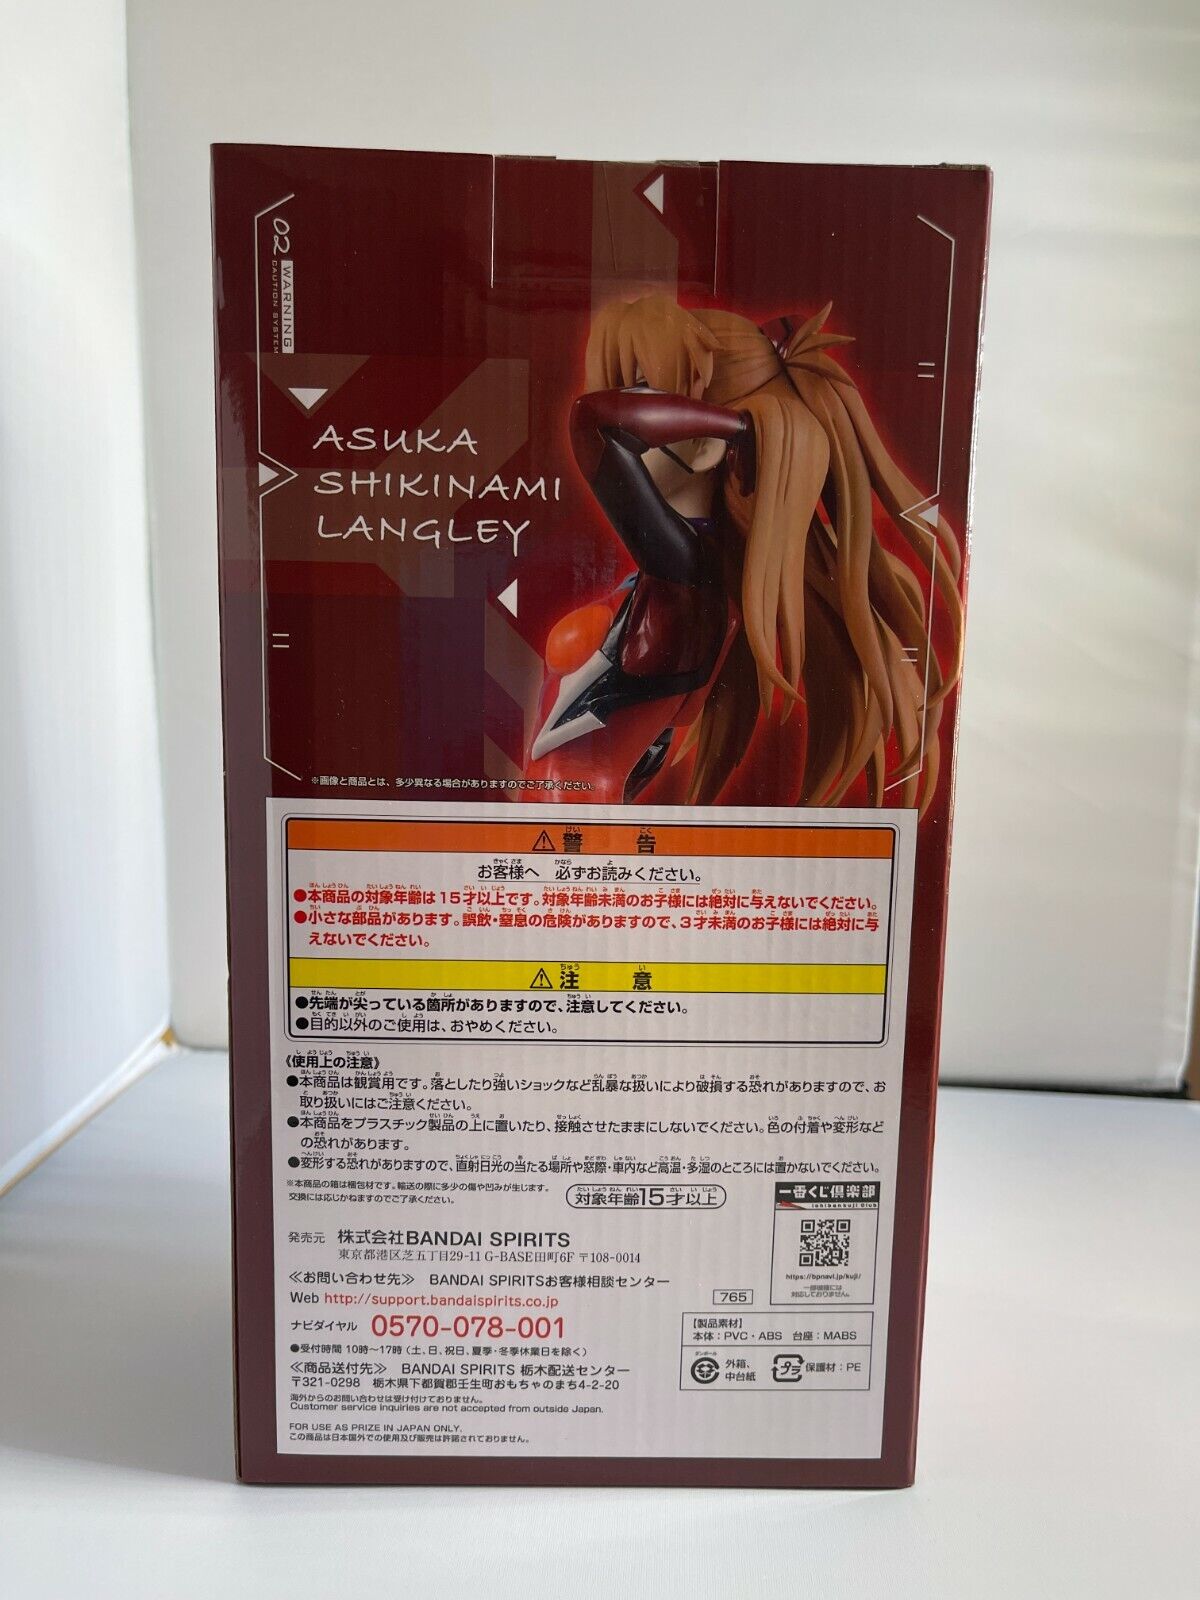 02
WARNING
CAUTION SYSTEM
ASUKA
SHIKINAMI
LANGLEY
※画像と商品とは、多少異なる場合がありますのでご了承ください。
⚠警告
お客様へ 必ずお読みください。
●本商品の対象年齢は15才以上です。対象年齢未満のお子様には絶対に与えないでください。
●小さな部品があります。誤飲・窒息の危険がありますので、3才未満のお子様には絶対に与
えないでください。
⚠注意
●先端が尖っている箇所がありますので、注意してください。
●目的以外のご使用は、おやめください。
《使用上の注意》
●本商品は観賞用です。落としたり強いショックなど乱暴な扱いにより破損する恐れがありますので、お
取り扱いにはご注意ください。
●本商品をプラスチック製品の上に置いたり、接触させたままにしないでください。色の付着や変形など
の恐れがあります。
●変形する恐れがありますので、直射日光の当たる場所や窓際・車内など高温・多湿のところには置かないでください。
※本商品の箱は梱包材です。輸送の際に多少の傷や凹みが生じます。
交換には応じかねますのでご了承ください。
対象年齢15才以上
一番くじ倶楽部
ichibankuji Club
https://bpnavi.jp/kuji/
一部機種には
対応しておりません。
発売元 株式会社BANDAI SPIRITS
東京都港区芝五丁目29-11 G-BASE田町6F 〒108-0014
≪お問い合わせ先≫ BANDAI SPIRITSお客様相談センター
Web http://support.bandaispirits.co.jp
765
ナビダイヤル 0570-078-001
●受付時間 10時～17時（土、日、祝日、夏季・冬季休業日を除く）
≪商品送付先≫ BANDAI SPIRITS 栃木配送センター
〒321-0298 栃木県下都賀郡壬生町おもちゃのまち4-2-20
海外からのお問い合わせは受け付けておりません。
Customer service inquiries are not accepted from outside Japan.
FOR USE AS PRIZE IN JAPAN ONLY.
この商品は日本国外での使用及び販売は許諾されておりません。
【製品素材】
本体：PVC・ABS 台座：MABS
ダンボール
外箱、
中台紙
プラ
保護材：PE